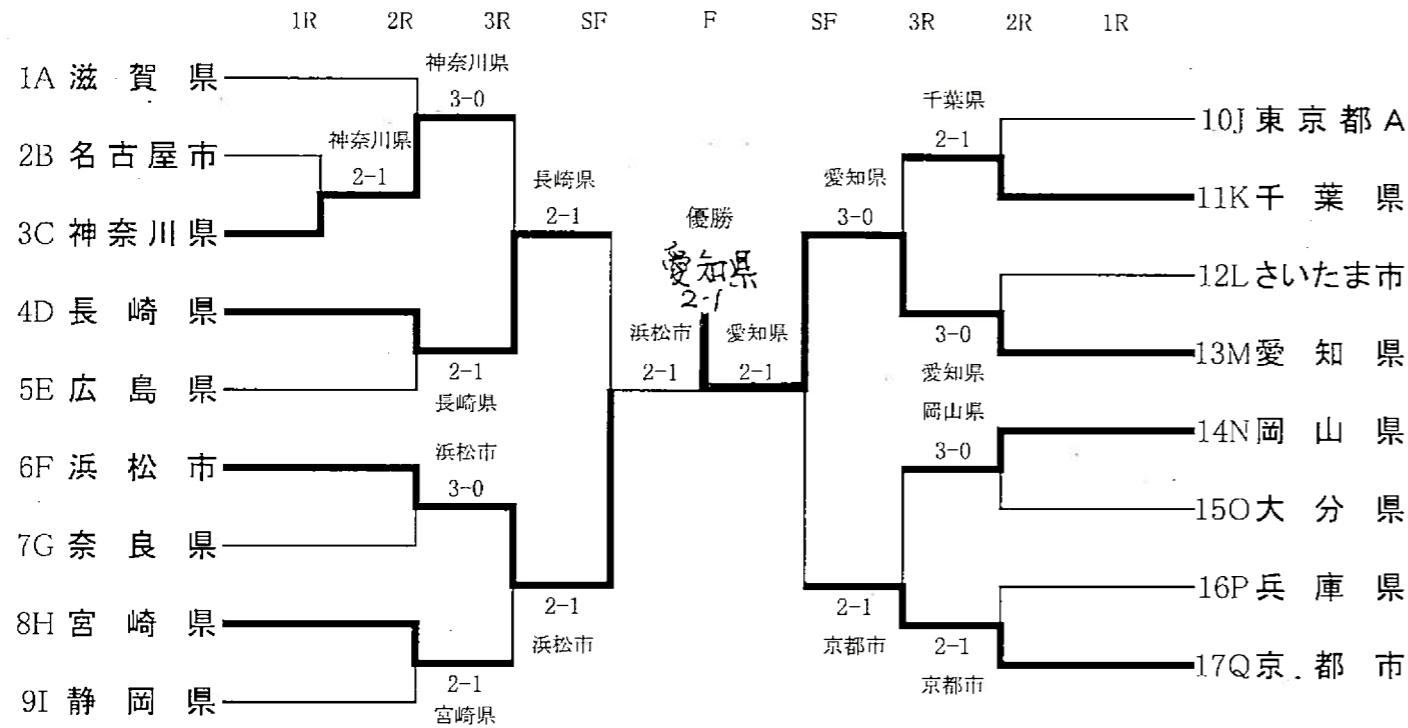 1R 2R 3R SF F SF 3R 2R 1R
神奈川県
1A 滋賀県
3-0
千葉県
10J 東京都A
神奈川県
2-1
2B 名古屋市
2-1
長崎県
愛知県
11K 千葉県
2-1
優勝
3-0
3C 神奈川県
愛知県
12L さいたま市
2-1
4D 長崎県
浜松市
愛知県
3-0
13M 愛知県
2-1
2-1
2-1
愛知県
5E 広島県
長崎県
岡山県
14N 岡山県
浜松市
3-0
6F 浜松市
3-0
15O 大分県
7G 奈良県
16P 兵庫県
2-1
2-1
8H 宮崎県
浜松市
京都市
2-1
17Q 京都市
2-1
京都市
9I 静岡県
宮崎県